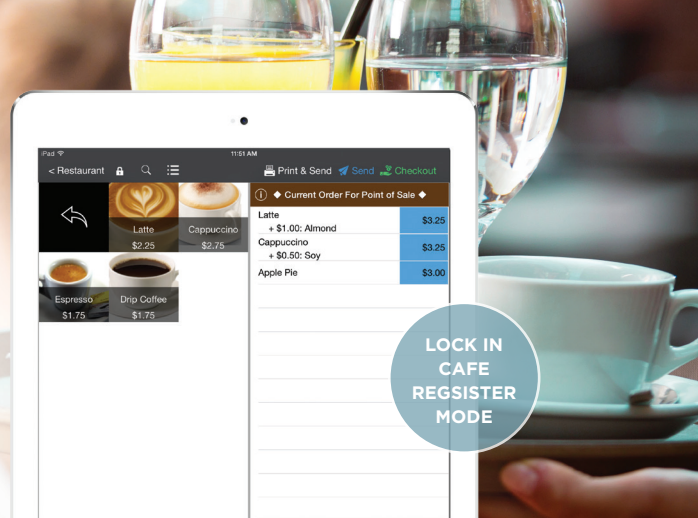 iPad 11:51 AM
< Restaurant Print & Send Send Checkout
Current Order For Point of Sale
Latte
$2.25
Cappuccino
$2.75
Espresso
$1.75
Drip Coffee
$1.75
Latte $3.25
+ $1.00: Almond
Cappuccino $3.25
+ $0.50: Soy
Apple Pie $3.00
LOCK IN
CAFE
REGSISTER
MODE